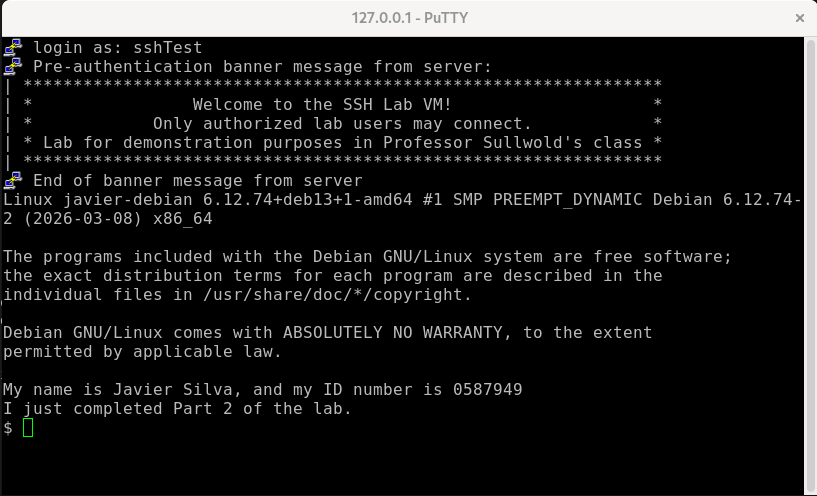 127.0.0.1 - PuTTY
login as: sshTest
Pre-authentication banner message from server:
| ****************************************************************
| *                Welcome to the SSH Lab VM!                    *
| *            Only authorized lab users may connect.            *
| * Lab for demonstration purposes in Professor Sullwold's class *
| ****************************************************************
End of banner message from server
Linux javier-debian 6.12.74+deb13+1-amd64 #1 SMP PREEMPT_DYNAMIC Debian 6.12.74-
2 (2026-03-08) x86_64
The programs included with the Debian GNU/Linux system are free software;
the exact distribution terms for each program are described in the
individual files in /usr/share/doc/*/copyright.
Debian GNU/Linux comes with ABSOLUTELY NO WARRANTY, to the extent
permitted by applicable law.
My name is Javier Silva, and my ID number is 0587949
I just completed Part 2 of the lab.
$